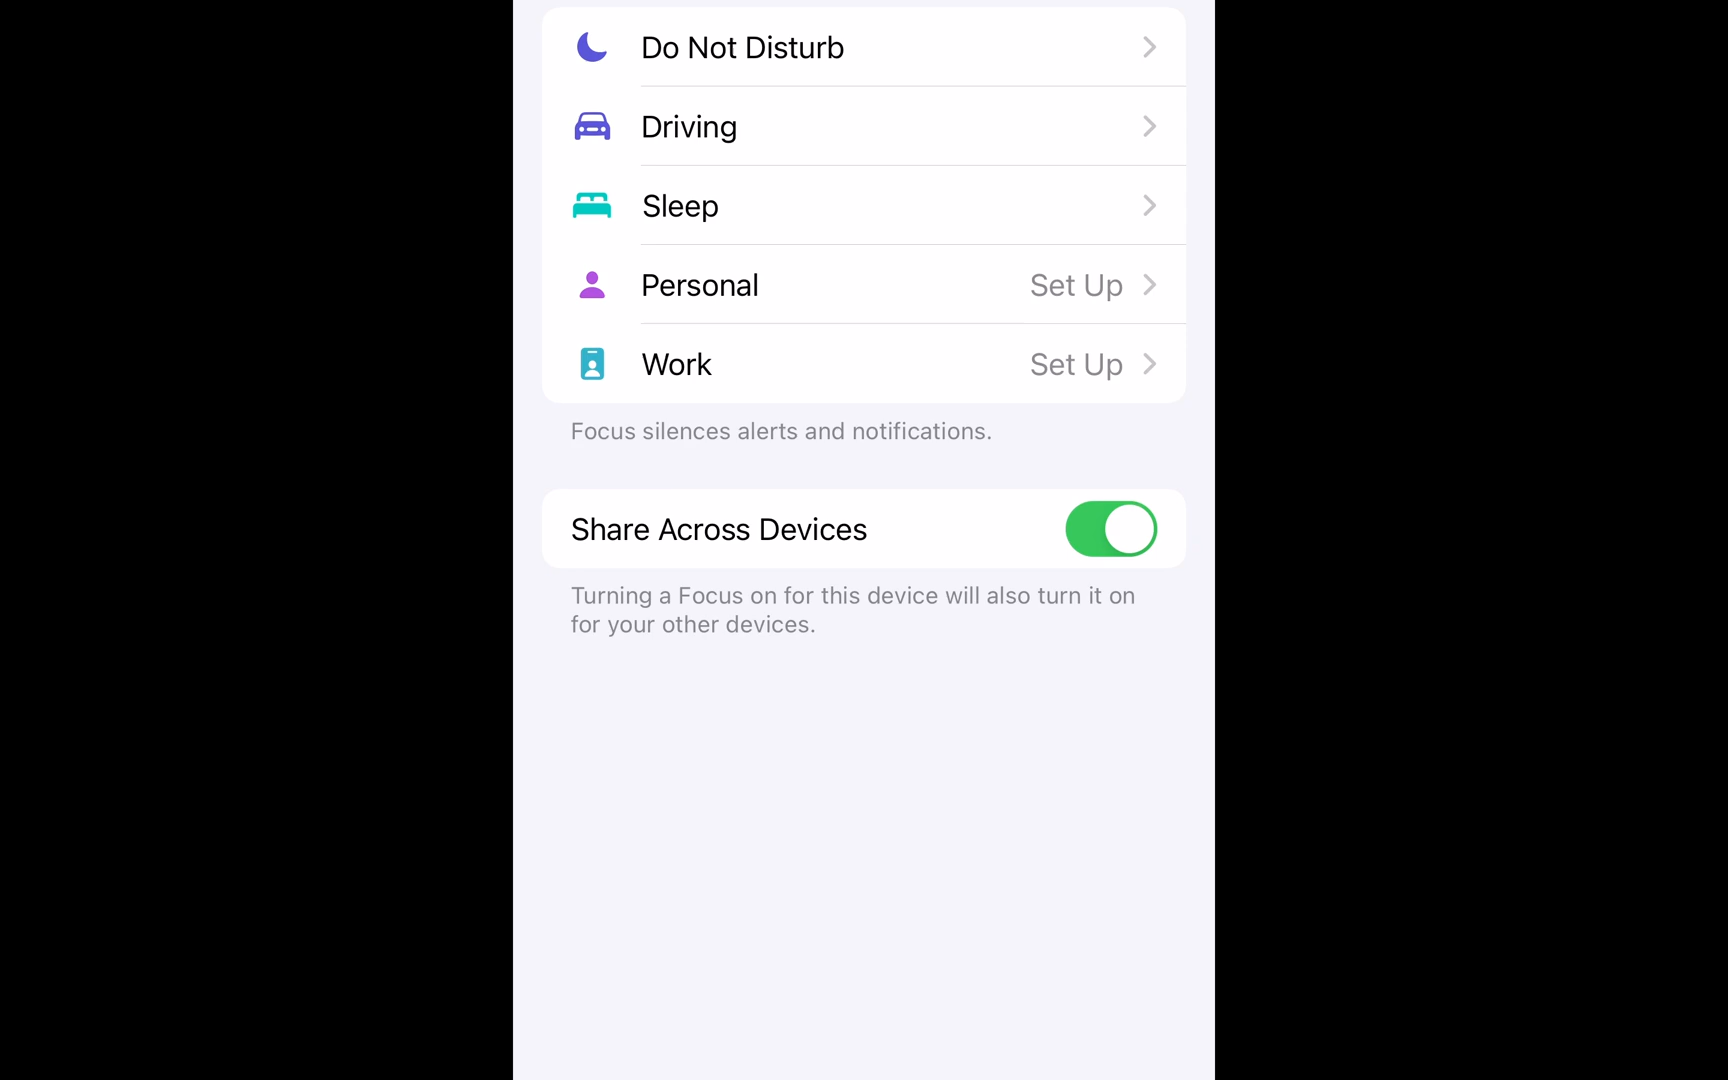 Do Not Disturb
Driving
Sleep
Personal Set Up
Work Set Up
Focus silences alerts and notifications.
Share Across Devices
Turning a Focus on for this device will also turn it on
for your other devices.